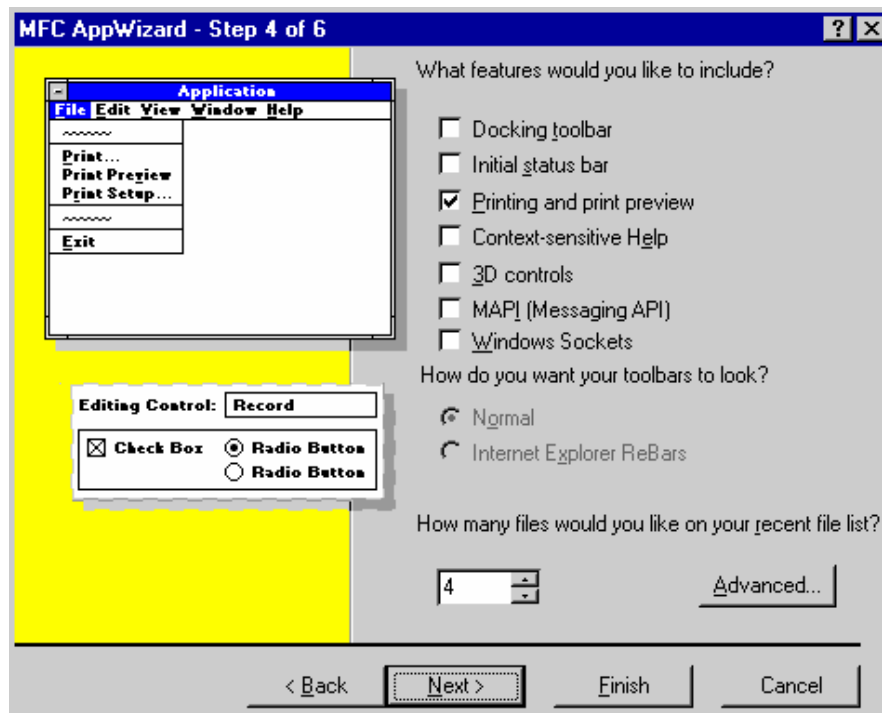 MFC AppWizard - Step 4 of 6
Application
File Edit View Window Help
Print...
Print Preview
Print Setup...
Exit
Editing Control: Record
Check Box Radio Button
Radio Button
What features would you like to include?
Docking toolbar
Initial status bar
Printing and print preview
Context-sensitive Help
3D controls
MAPI (Messaging API)
Windows Sockets
How do you want your toolbars to look?
Normal
Internet Explorer ReBars
How many files would you like on your recent file list?
4 Advanced...
< Back Next > Finish Cancel